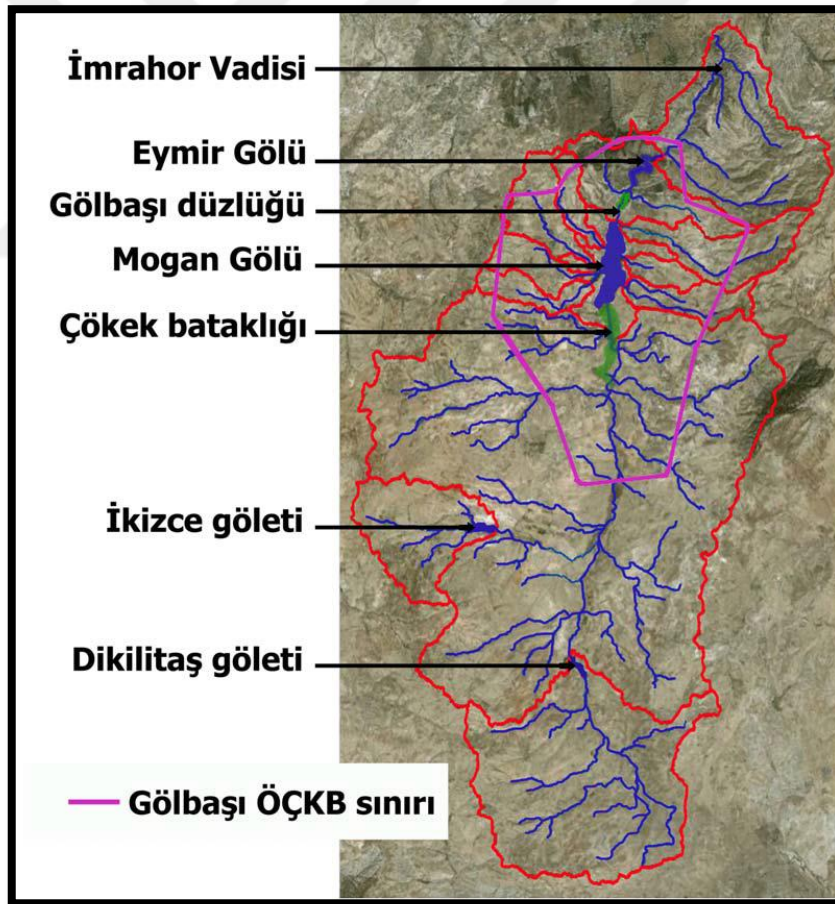 İmrahor Vadisi
Eymir Gölü
Gölbaşı düzlüğü
Mogan Gölü
Çökek bataklığı
İkizce göleti
Dikilitaş göleti
Gölbaşı ÖÇKB sınırı